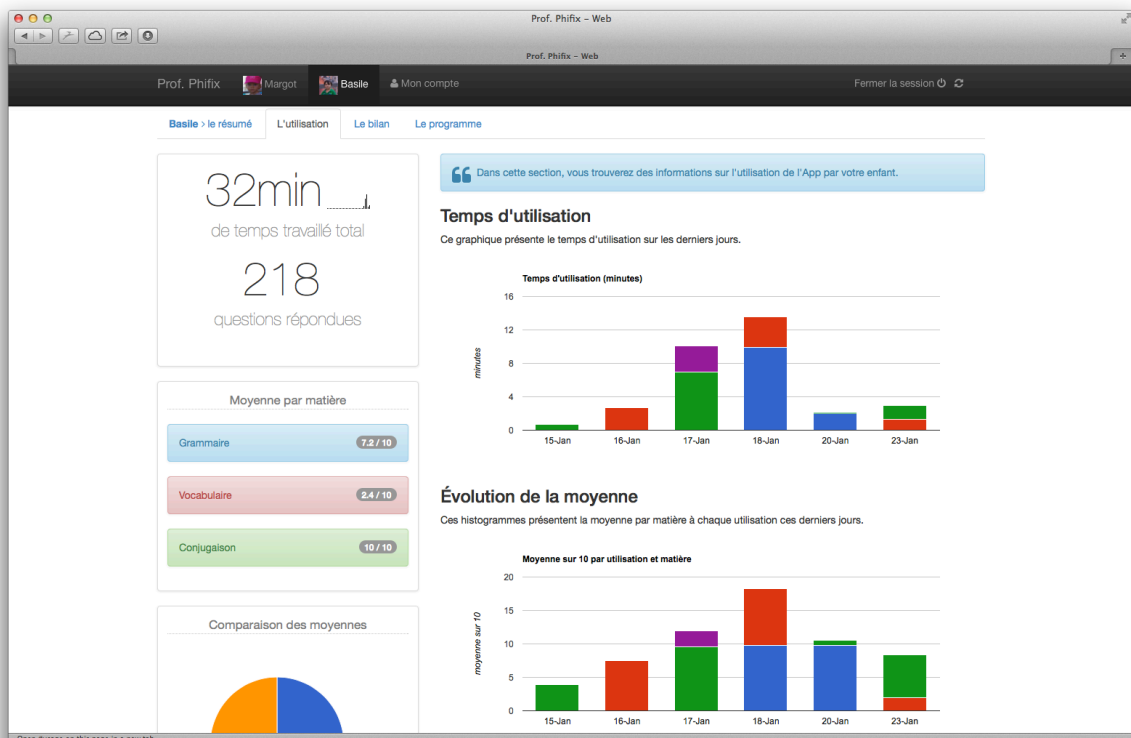 Prof. Phifix – Web
Prof. Phifix – Web
Prof. Phifix
Margot
Basile
Mon compte
Fermer la session
Basile > le résumé
L'utilisation
Le bilan
Le programme
32min
de temps travaillé total
218
questions répondues
Moyenne par matière
Grammaire 7.2 / 10
Vocabulaire 2.4 / 10
Conjugaison 10 / 10
Comparaison des moyennes
Dans cette section, vous trouverez des informations sur l'utilisation de l'App par votre enfant.
Temps d'utilisation
Ce graphique présente le temps d'utilisation sur les derniers jours.
Temps d'utilisation (minutes)
16
12
8
4
0
minutes
15-Jan 16-Jan 17-Jan 18-Jan 20-Jan 23-Jan
Évolution de la moyenne
Ces histogrammes présentent la moyenne par matière à chaque utilisation ces derniers jours.
Moyenne sur 10 par utilisation et matière
20
15
10
5
0
moyenne sur 10
15-Jan 16-Jan 17-Jan 18-Jan 20-Jan 23-Jan